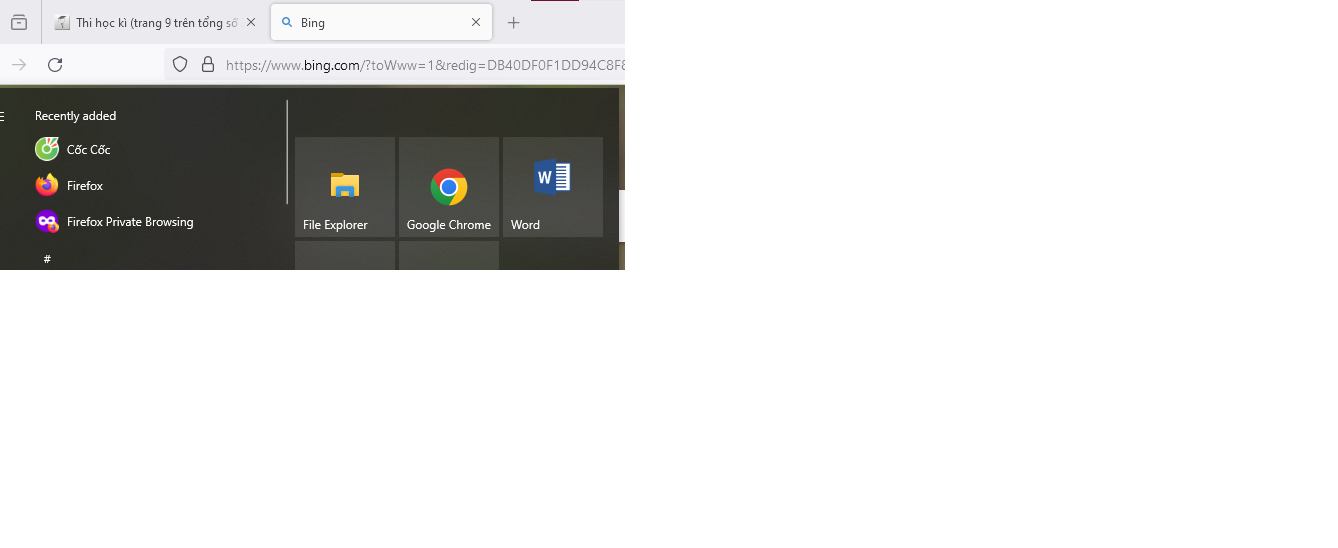 Thi học kì (trang 9 trên tổng số
Bing
https://www.bing.com/?toWww=1&redig=DB40DF0F1DD94C8F8
Recently added
Cốc Cốc
Firefox
Firefox Private Browsing
#
File Explorer
Google Chrome
Word